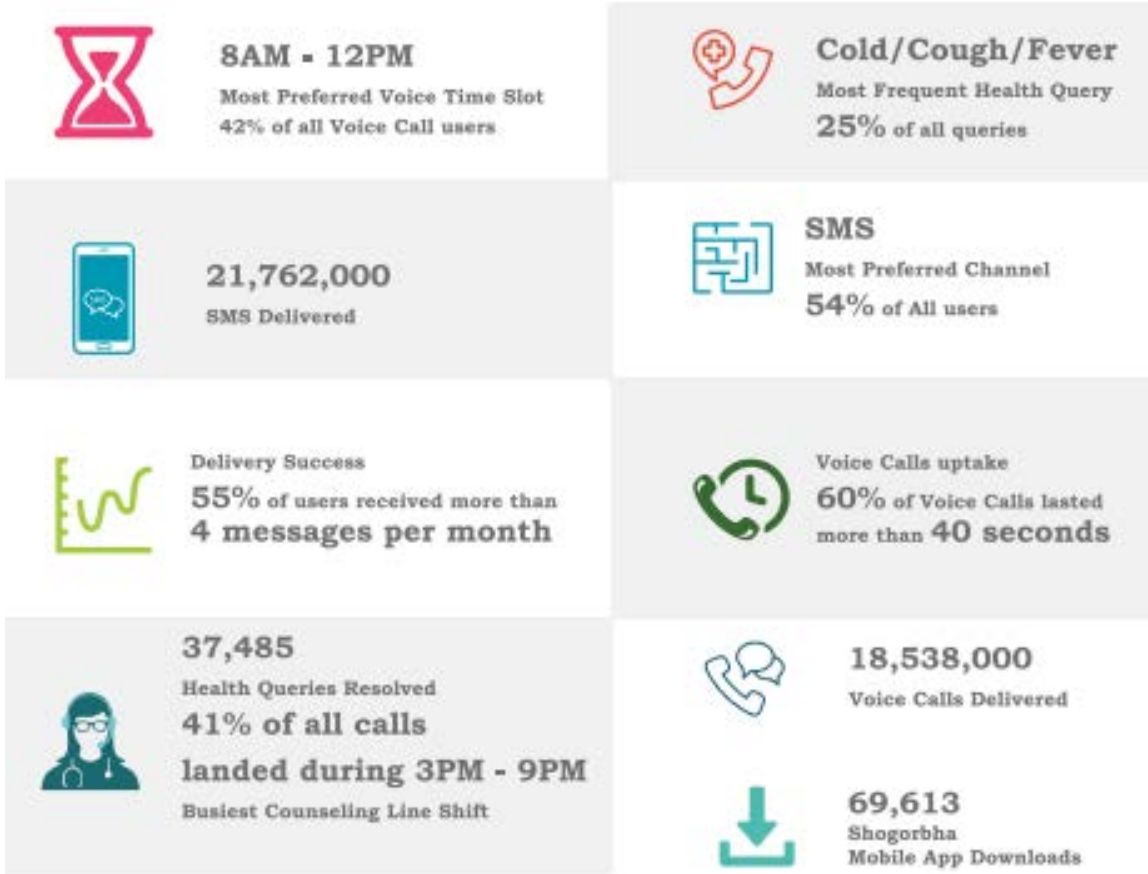 8AM - 12PM
Most Preferred Voice Time Slot
42% of all Voice Call users
Cold/Cough/Fever
Most Frequent Health Query
25% of all queries
21,762,000
SMS Delivered
SMS
Most Preferred Channel
54% of All users
Delivery Success
55% of users received more than
4 messages per month
Voice Calls uptake
60% of Voice Calls lasted
more than 40 seconds
37,485
Health Queries Resolved
41% of all calls
landed during 3PM - 9PM
Busiest Counseling Line Shift
18,538,000
Voice Calls Delivered
69,613
Shogorbha
Mobile App Downloads